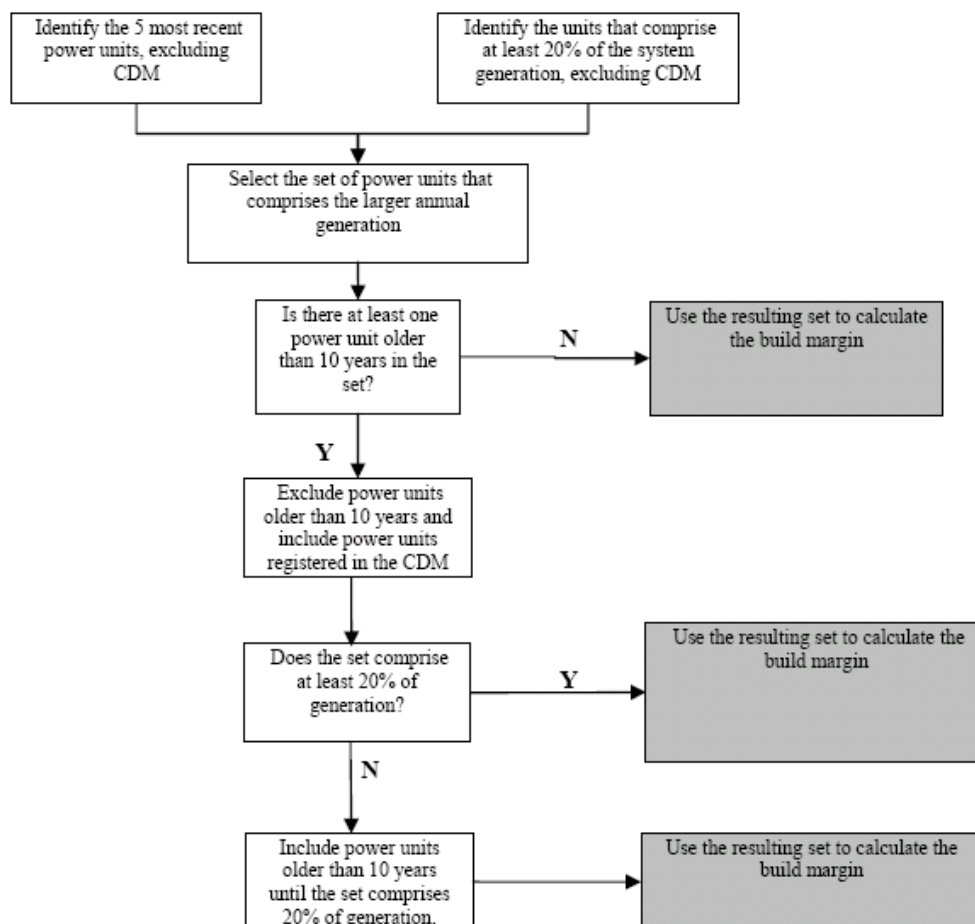 Identify the 5 most recent
power units, excluding
CDM
Identify the units that comprise
at least 20% of the system
generation, excluding CDM
Select the set of power units that
comprises the larger annual
generation
Is there at least one
power unit older
than 10 years in the
set?
N
Use the resulting set to calculate
the build margin
Y
Exclude power units
older than 10 years and
include power units
registered in the CDM
Does the set comprise
at least 20% of
generation?
Y
Use the resulting set to calculate the
build margin
N
Include power units
older than 10 years
until the set comprises
20% of generation.
Use the resulting set to calculate the
build margin